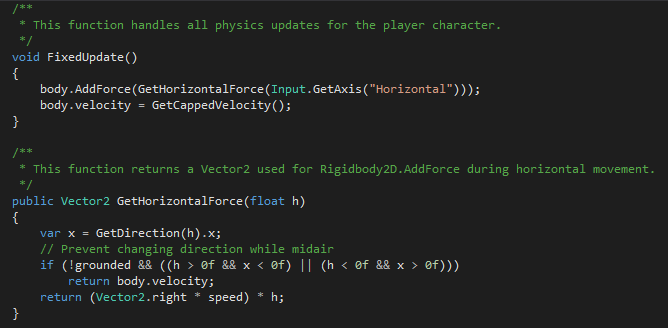 /**
 * This function handles all physics updates for the player character.
 */
void FixedUpdate()
{
    body.AddForce(GetHorizontalForce(Input.GetAxis("Horizontal")));
    body.velocity = GetCappedVelocity();
}

/**
 * This function returns a Vector2 used for Rigidbody2D.AddForce during horizontal movement.
 */
public Vector2 GetHorizontalForce(float h)
{
    var x = GetDirection(h).x;
    // Prevent changing direction while midair
    if (!grounded && ((h > 0f && x < 0f) || (h < 0f && x > 0f)))
        return body.velocity;
    return (Vector2.right * speed) * h;
}